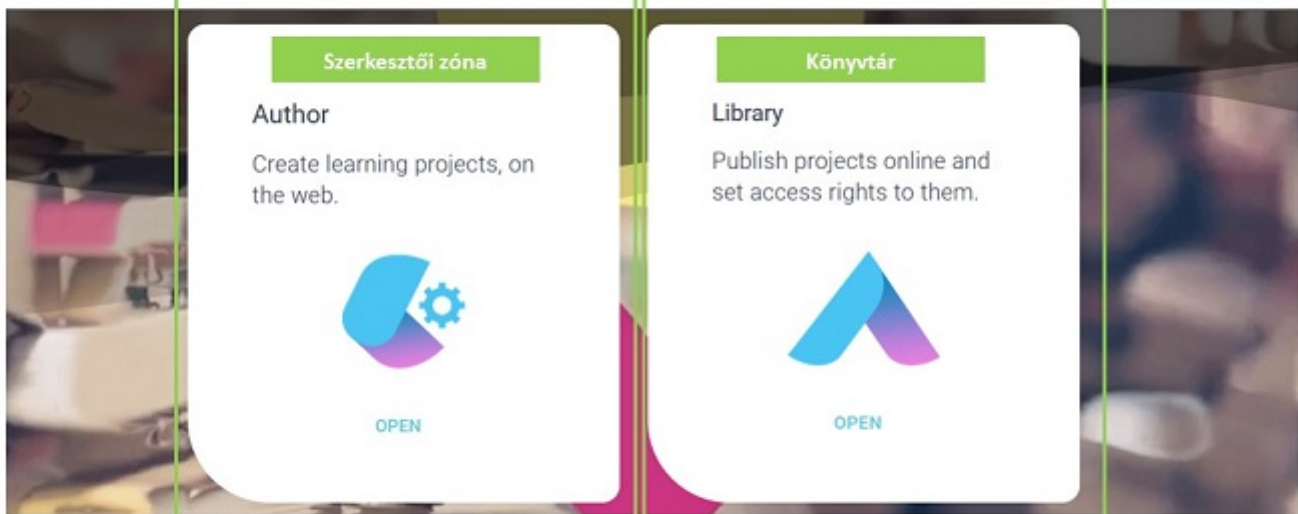 Szerkesztői zóna
Author
Create learning projects, on
the web.
OPEN
Könyvtár
Library
Publish projects online and
set access rights to them.
OPEN